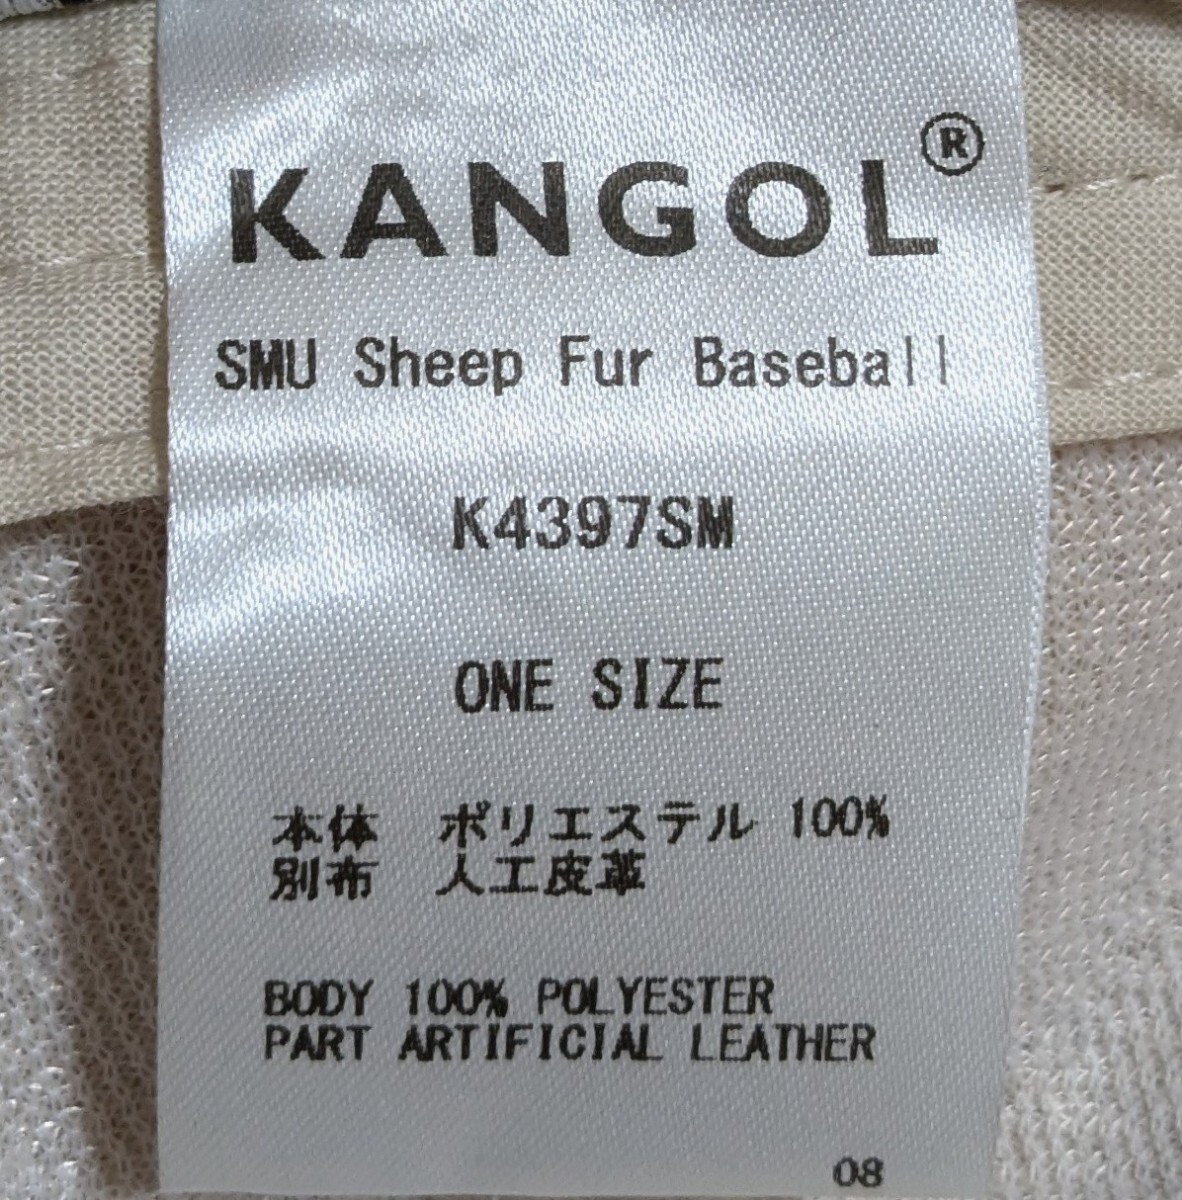 KANGOL®
SMU Sheep Fur Baseball
K4397SM
ONE SIZE
本体 ポリエステル 100%
別布 人工皮革
BODY 100% POLYESTER
PART ARTIFICIAL LEATHER
08